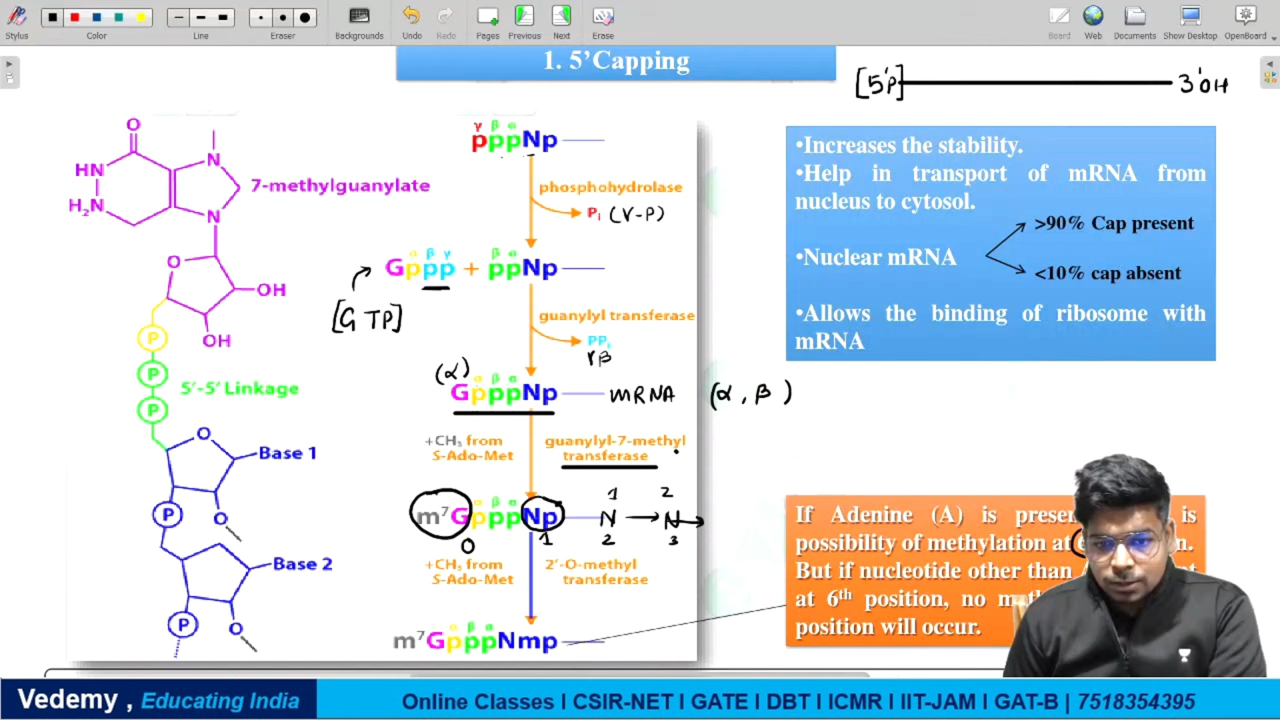 Stylus
Color
Line
Eraser
Backgrounds
Undo
Redo
Pages
Previous
Next
Erase
Board
Web
Documents
Show Desktop
OpenBoard
1. 5’Capping
[5'P] 3'OH
O
HN
N
H₂N
N
7-methylguanylate
O
OH
OH
P
P
5′-5′ Linkage
P
O
Base 1
P
O
Base 2
P
O
γ β α
pppNp
phosphohydrolase
Pi (γ-P)
α β γ β α
Gppp + ppNp
[GTP]
guanylyl transferase
PPi
γβ
(α) α β α
GpppNp mRNA (α, β)
+CH₃ from
S-Ado-Met
guanylyl-7-methyl
transferase
β α 1 2
m⁷GpppNp N → N
0 1 2 3
+CH₃ from
S-Ado-Met
2′-O-methyl
transferase
β α
m⁷GpppNmp
•Increases the stability.
•Help in transport of mRNA from
nucleus to cytosol.
>90% Cap present
•Nuclear mRNA
<10% cap absent
•Allows the binding of ribosome with
mRNA
If Adenine (A) is is
possibility of methylation at
But if nucleotide other than
at 6th position, no
position will occur.
Vedemy , Educating India
Online Classes I CSIR-NET I GATE I DBT I ICMR I IIT-JAM I GAT-B I 7518354395